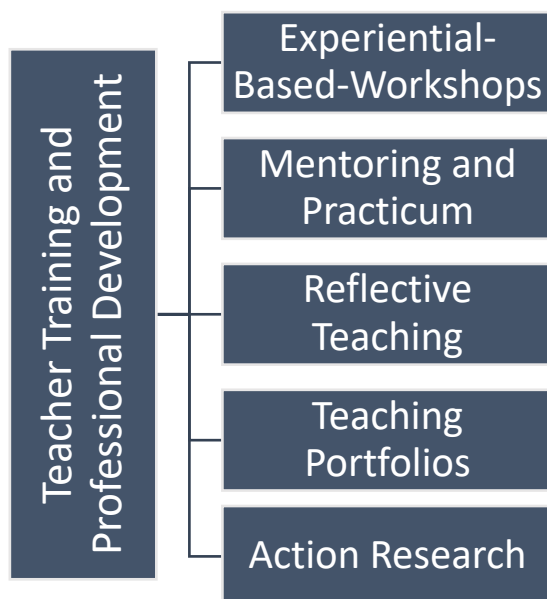 Teacher Training and
Professional Development
Experiential-
Based-Workshops
Mentoring and
Practicum
Reflective
Teaching
Teaching
Portfolios
Action Research